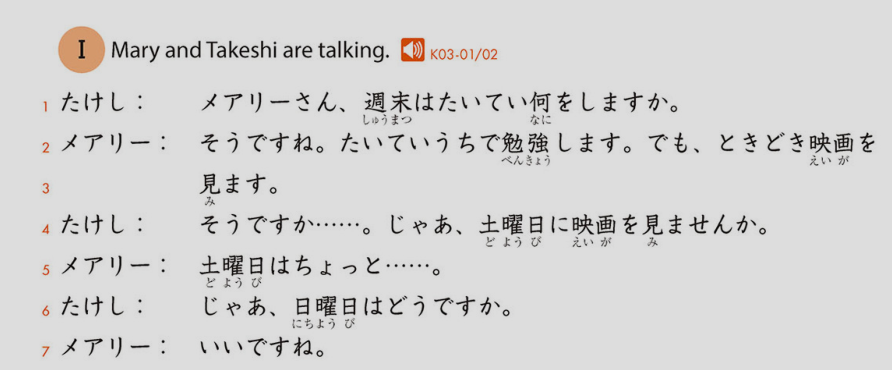 I Mary and Takeshi are talking. K03-01/02
1 たけし： メアリーさん、週末はたいてい何をしますか。
しゅうまつ なに
2 メアリー： そうですね。たいていうちで勉強します。でも、ときどき映画を
べんきょう えいが
3 見ます。
み
4 たけし： そうですか……。じゃあ、土曜日に映画を見ませんか。
どようび えいが み
5 メアリー： 土曜日はちょっと……。
どようび
6 たけし： じゃあ、日曜日はどうですか。
にちようび
7 メアリー： いいですね。